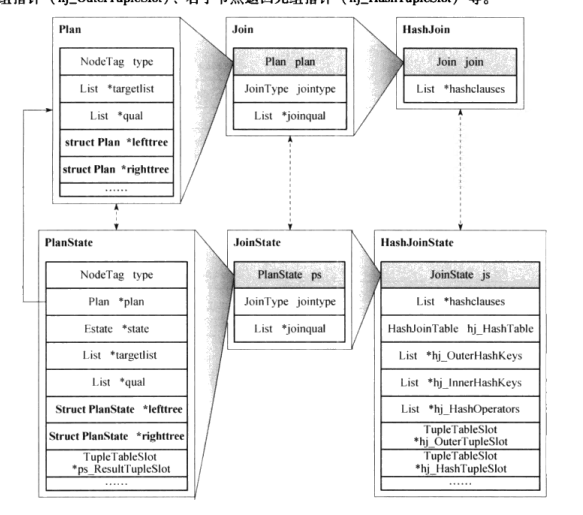 组指针（hj_OuterTupleSlot）、右子节点返回元组指针（hj_HashTupleSlot）等。
Plan
NodeTag type
List *targetlist
List *qual
struct Plan *lefttree
struct Plan *righttree
……
Join
Plan plan
JoinType jointype
List *joinqual
HashJoin
Join join
List *hashclauses
PlanState
NodeTag type
Plan *plan
Estate *state
List *targetlist
List *qual
Struct PlanState *lefttree
Struct PlanState *righttree
TupleTableSlot
*ps_ResultTupleSlot
……
JoinState
PlanState ps
JoinType jointype
List *joinqual
HashJoinState
JoinState js
List *hashclauses
HashJoinTable hj_HashTable
List *hj_OuterHashKeys
List *hj_InnerHashKeys
List *hj_HashOperators
TupleTableSlot
*hj_OuterTupleSlot
TupleTableSlot
*hj_HashTupleSlot
……